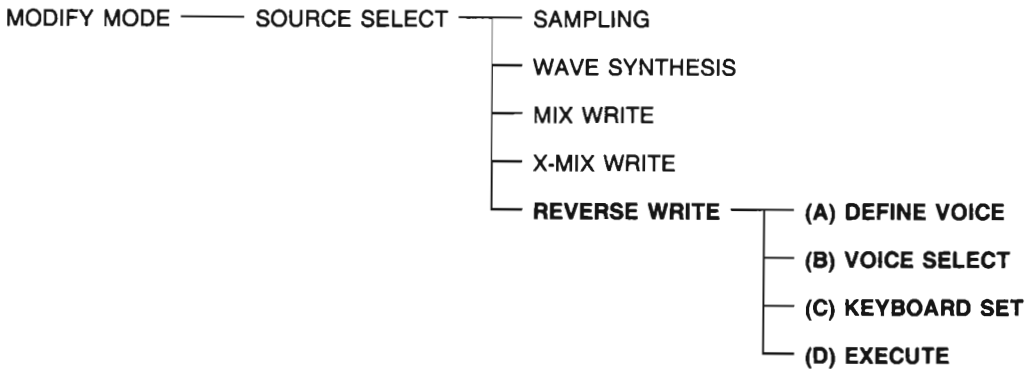 MODIFY MODE SOURCE SELECT SAMPLING
WAVE SYNTHESIS
MIX WRITE
X-MIX WRITE
REVERSE WRITE (A) DEFINE VOICE
(B) VOICE SELECT
(C) KEYBOARD SET
(D) EXECUTE